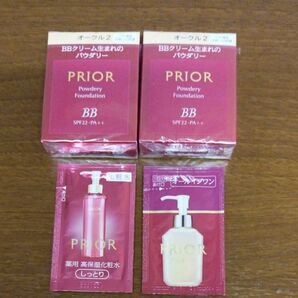 オークル2
BBクリーム生まれの
パウダリー
PRIOR
Powdery
Foundation
BB
SPF22・PA++
オークル2
BBクリーム生まれの
パウダリー
PRIOR
Powdery
Foundation
BB
SPF22・PA++
化粧水
PRIOR
薬用 高保湿化粧水
しっとり
オールインワン
PRIOR